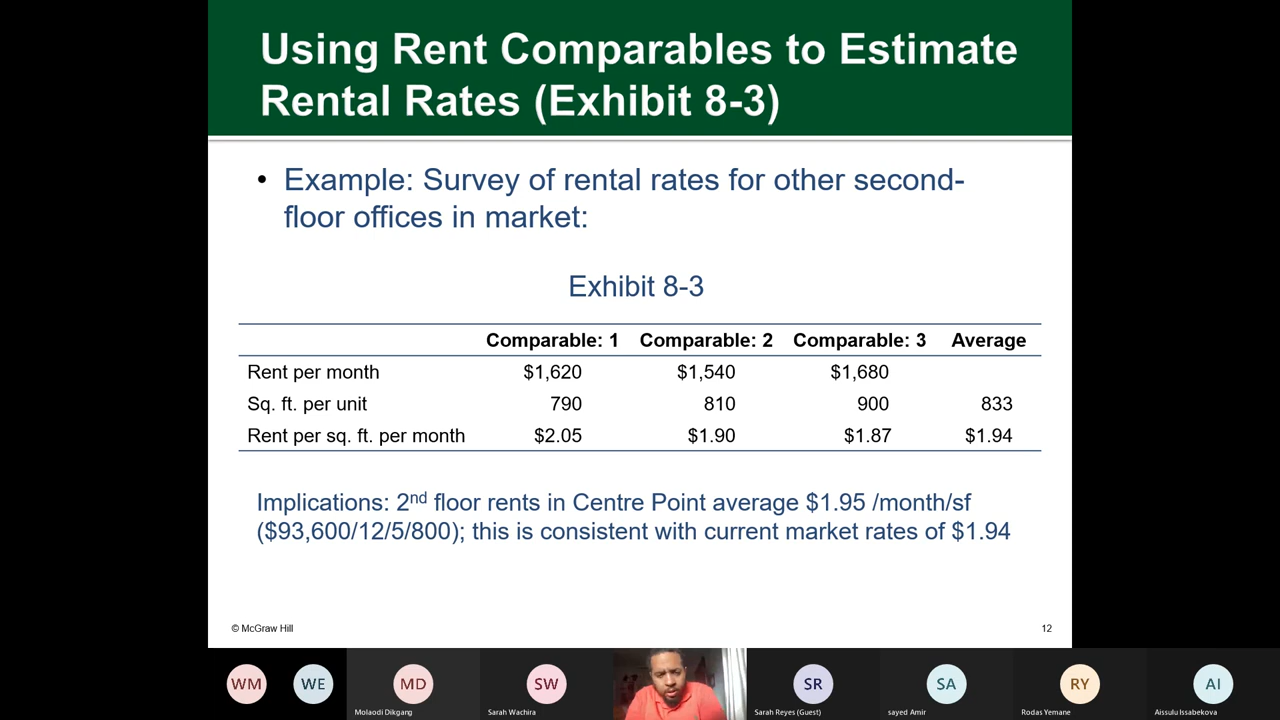 Using Rent Comparables to Estimate
Rental Rates (Exhibit 8-3)
• Example: Survey of rental rates for other second-
floor offices in market:
Exhibit 8-3
Comparable: 1 Comparable: 2 Comparable: 3 Average
Rent per month $1,620 $1,540 $1,680
Sq. ft. per unit 790 810 900 833
Rent per sq. ft. per month $2.05 $1.90 $1.87 $1.94
Implications: 2nd floor rents in Centre Point average $1.95 /month/sf
($93,600/12/5/800); this is consistent with current market rates of $1.94
© McGraw Hill 12
WM WE MD SW SR SA RY AI
Molaodi Dikgang Sarah Wachira Sarah Reyes (Guest) sayed Amir Rodas Yemane Aissulu Issabekova